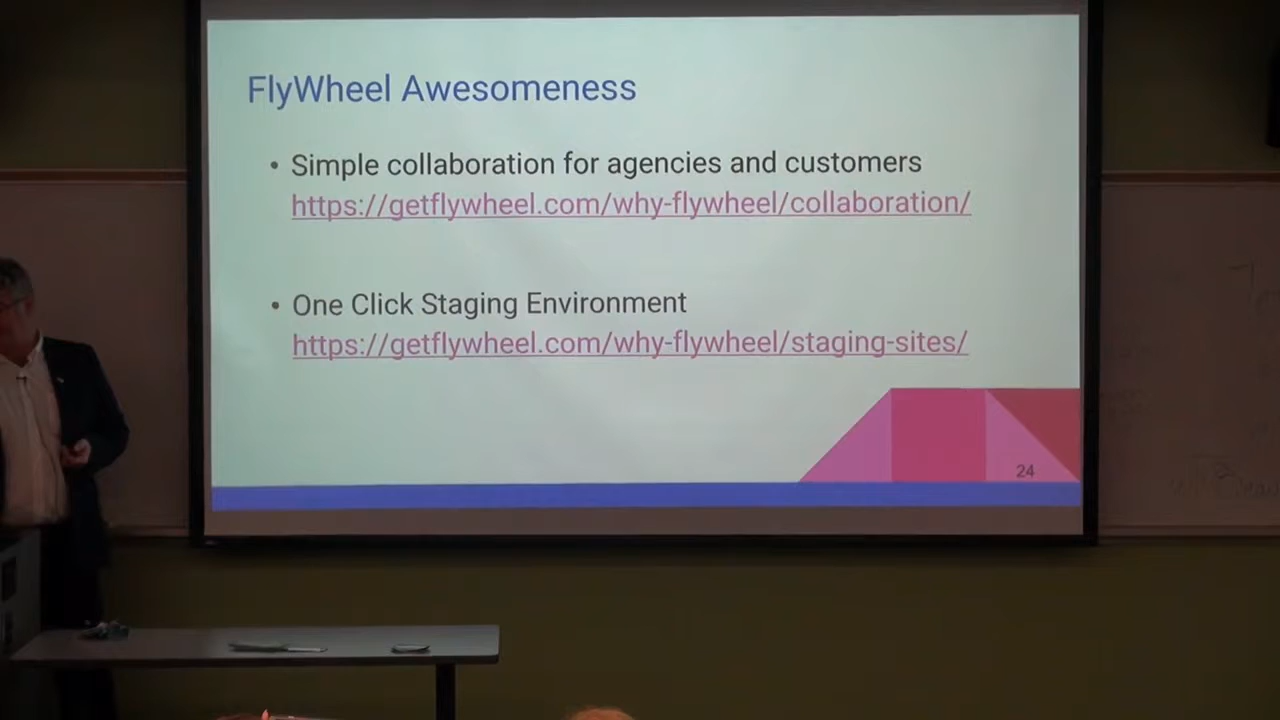 FlyWheel Awesomeness
• Simple collaboration for agencies and customers
https://getflywheel.com/why-flywheel/collaboration/
• One Click Staging Environment
https://getflywheel.com/why-flywheel/staging-sites/
24